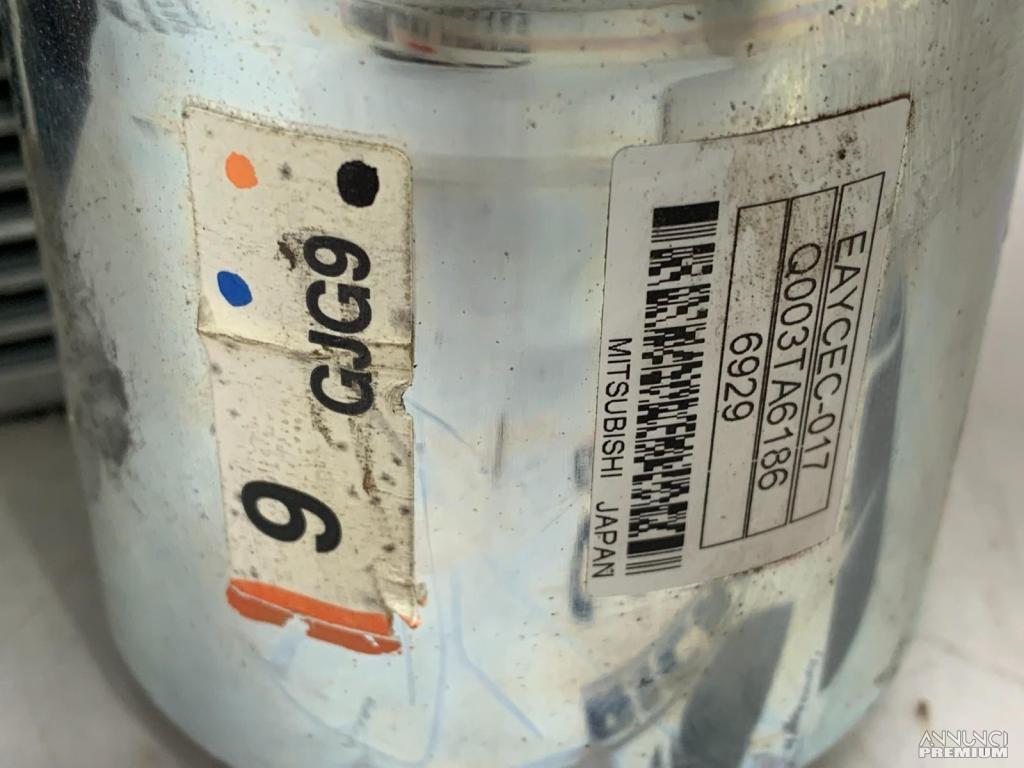 GJG9
9
EAYCEC-017
Q003TA6186
6929
MITSUBISHI JAPAN
ANNUNCI
PREMIUM